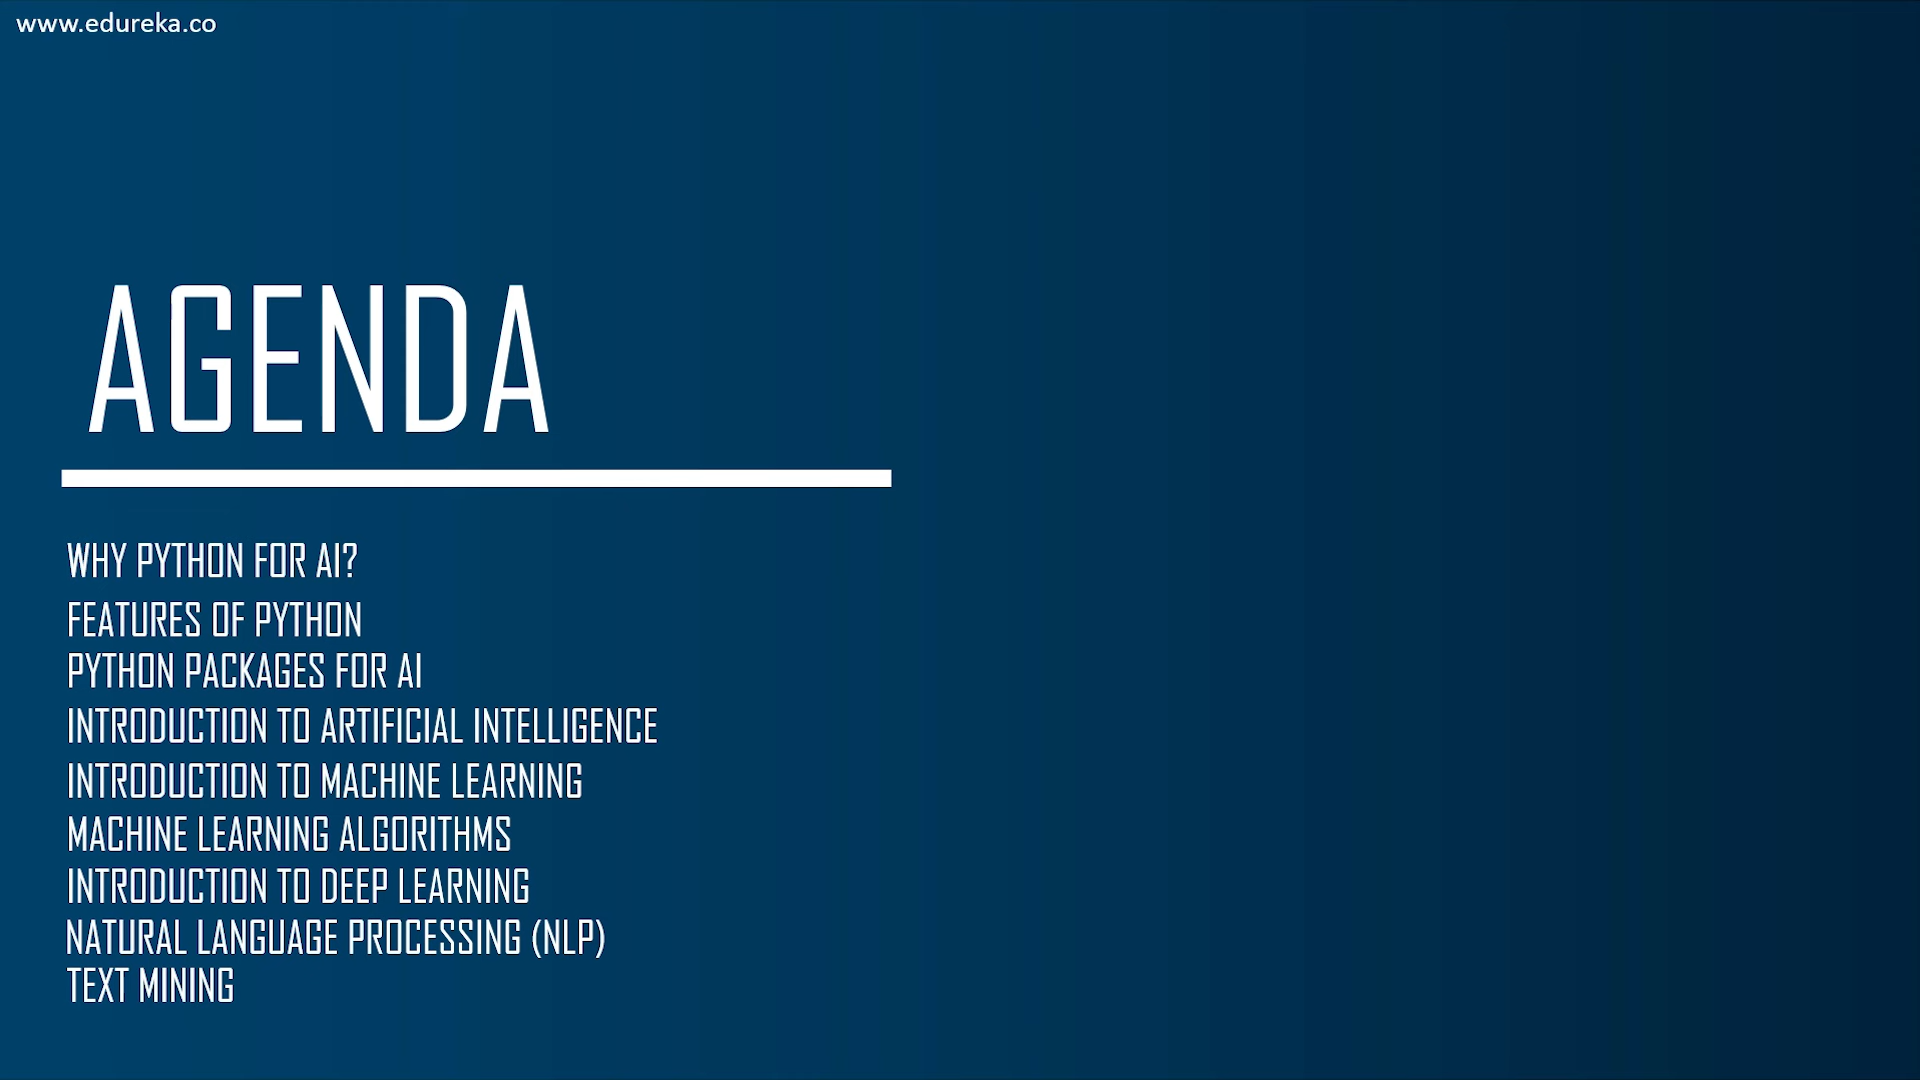 www.edureka.co
AGENDA
WHY PYTHON FOR AI?
FEATURES OF PYTHON
PYTHON PACKAGES FOR AI
INTRODUCTION TO ARTIFICIAL INTELLIGENCE
INTRODUCTION TO MACHINE LEARNING
MACHINE LEARNING ALGORITHMS
INTRODUCTION TO DEEP LEARNING
NATURAL LANGUAGE PROCESSING (NLP)
TEXT MINING